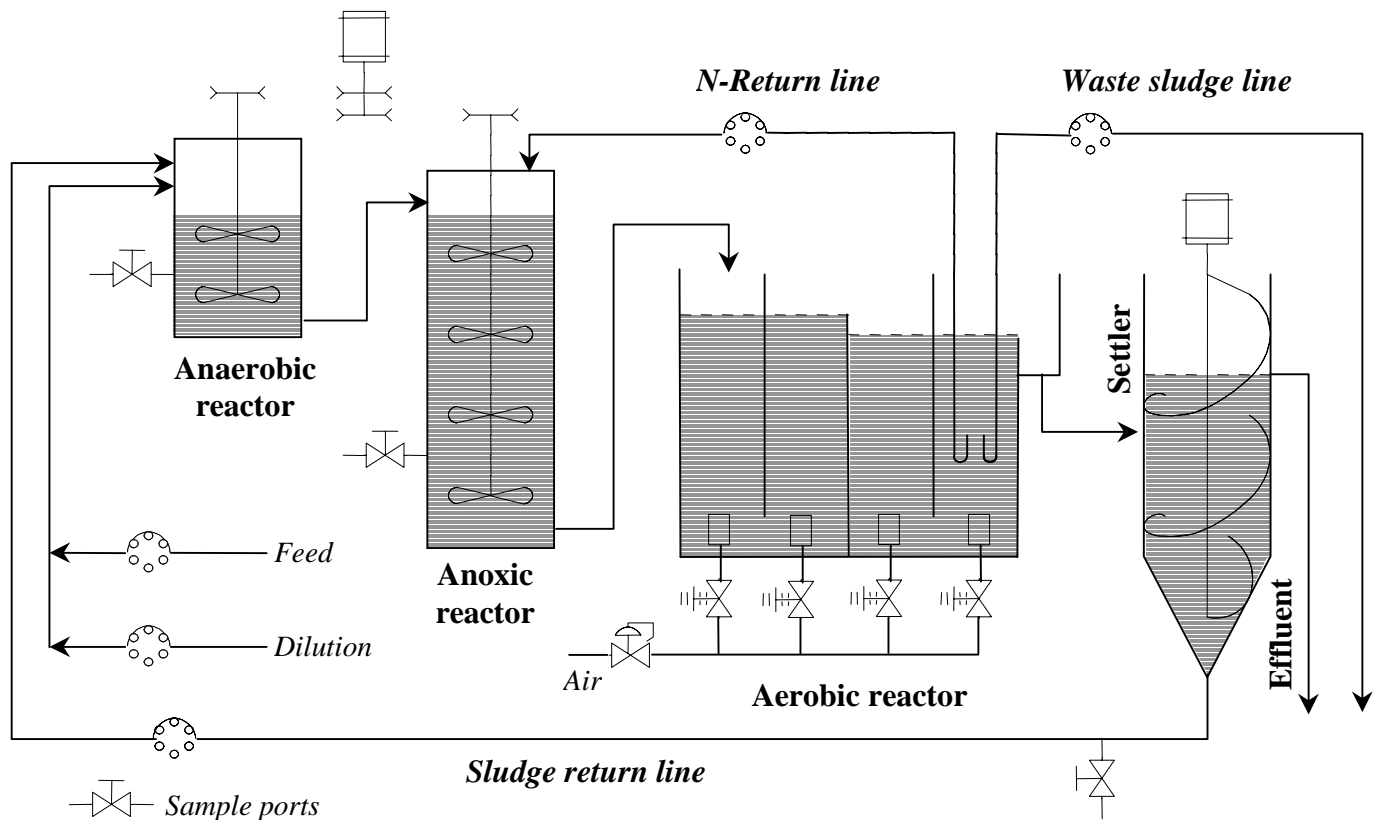 N-Return line
Waste sludge line
Anaerobic
reactor
Settler
Anoxic
reactor
Feed
Dilution
Air
Aerobic reactor
Effluent
Sludge return line
Sample ports